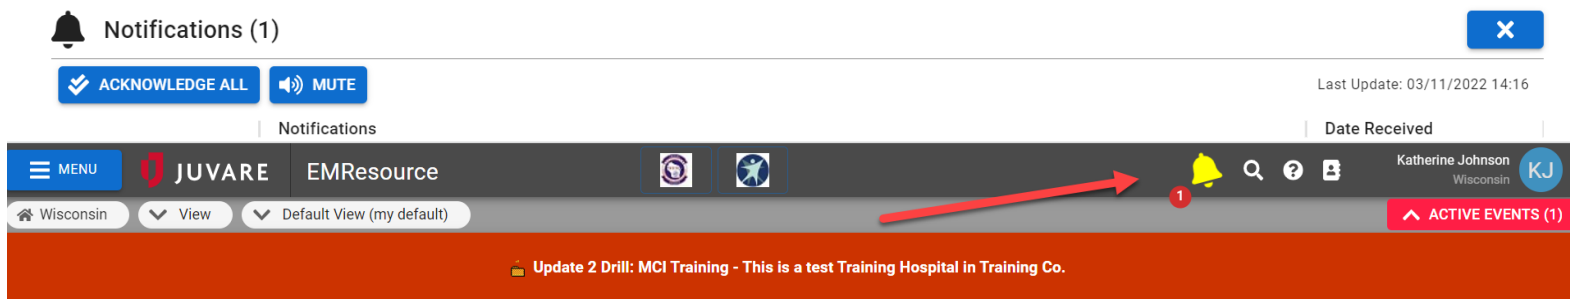 Notifications (1)
ACKNOWLEDGE ALL MUTE Last Update: 03/11/2022 14:16
Notifications Date Received
MENU JUVARE EMResource Katherine Johnson KJ
Wisconsin
1
Wisconsin View Default View (my default) ACTIVE EVENTS (1)
Update 2 Drill: MCI Training - This is a test Training Hospital in Training Co.